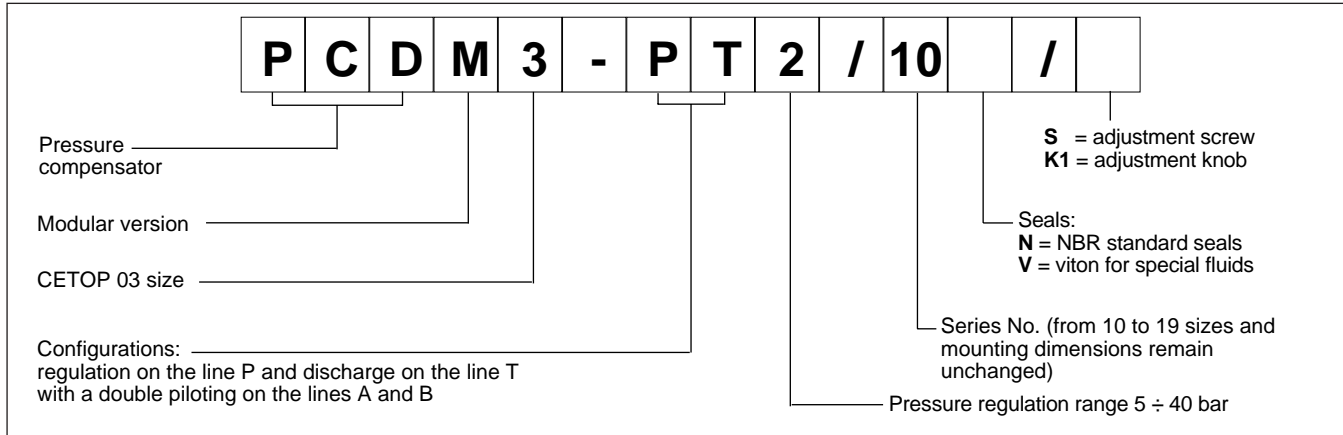 P C D M 3 - P T 2 / 10 /
Pressure
compensator
Modular version
CETOP 03 size
Configurations:
regulation on the line P and discharge on the line T
with a double piloting on the lines A and B
S = adjustment screw
K1 = adjustment knob
Seals:
N = NBR standard seals
V = viton for special fluids
Series No. (from 10 to 19 sizes and
mounting dimensions remain
unchanged)
Pressure regulation range 5 ÷ 40 bar